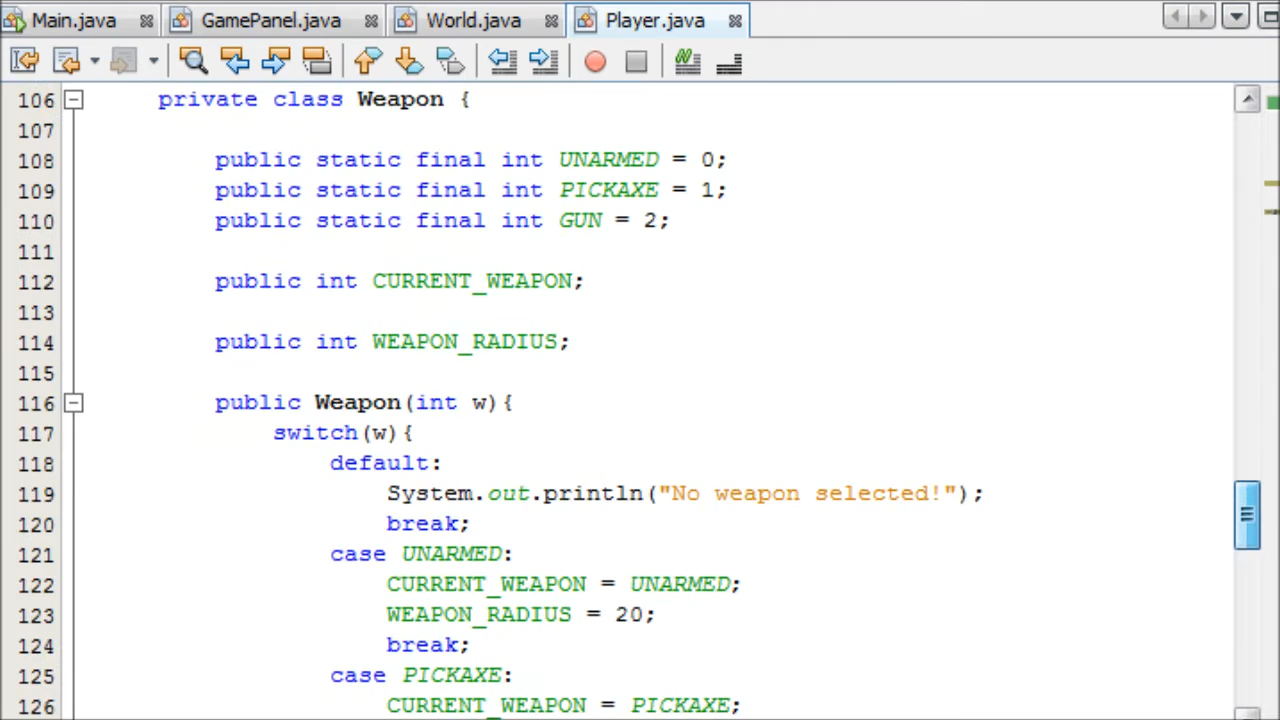 Main.java GamePanel.java World.java Player.java
106 private class Weapon {
107
108 public static final int UNARMED = 0;
109 public static final int PICKAXE = 1;
110 public static final int GUN = 2;
111
112 public int CURRENT_WEAPON;
113
114 public int WEAPON_RADIUS;
115
116 public Weapon(int w){
117 switch(w){
118 default:
119 System.out.println("No weapon selected!");
120 break;
121 case UNARMED:
122 CURRENT_WEAPON = UNARMED;
123 WEAPON_RADIUS = 20;
124 break;
125 case PICKAXE:
126 CURRENT_WEAPON = PICKAXE;